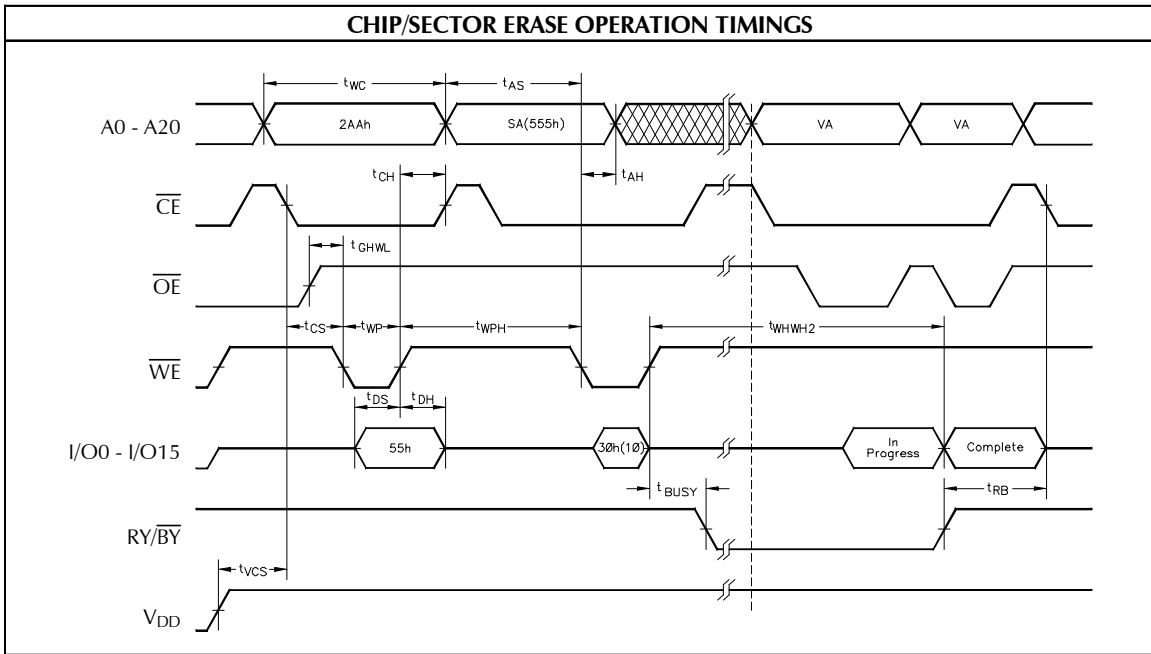 CHIP/SECTOR ERASE OPERATION TIMINGS
tWC
tAS
A0 - A20
2AAh
SA(555h)
VA
VA
tCH
tAH
CE
tGHWL
OE
tCS
tWP
tWPH
tWHWH2
WE
tDS
tDH
I/O0 - I/O15
55h
30h(10)
In
Progress
Complete
tBUSY
tRB
RY/BY
tVCS
VDD